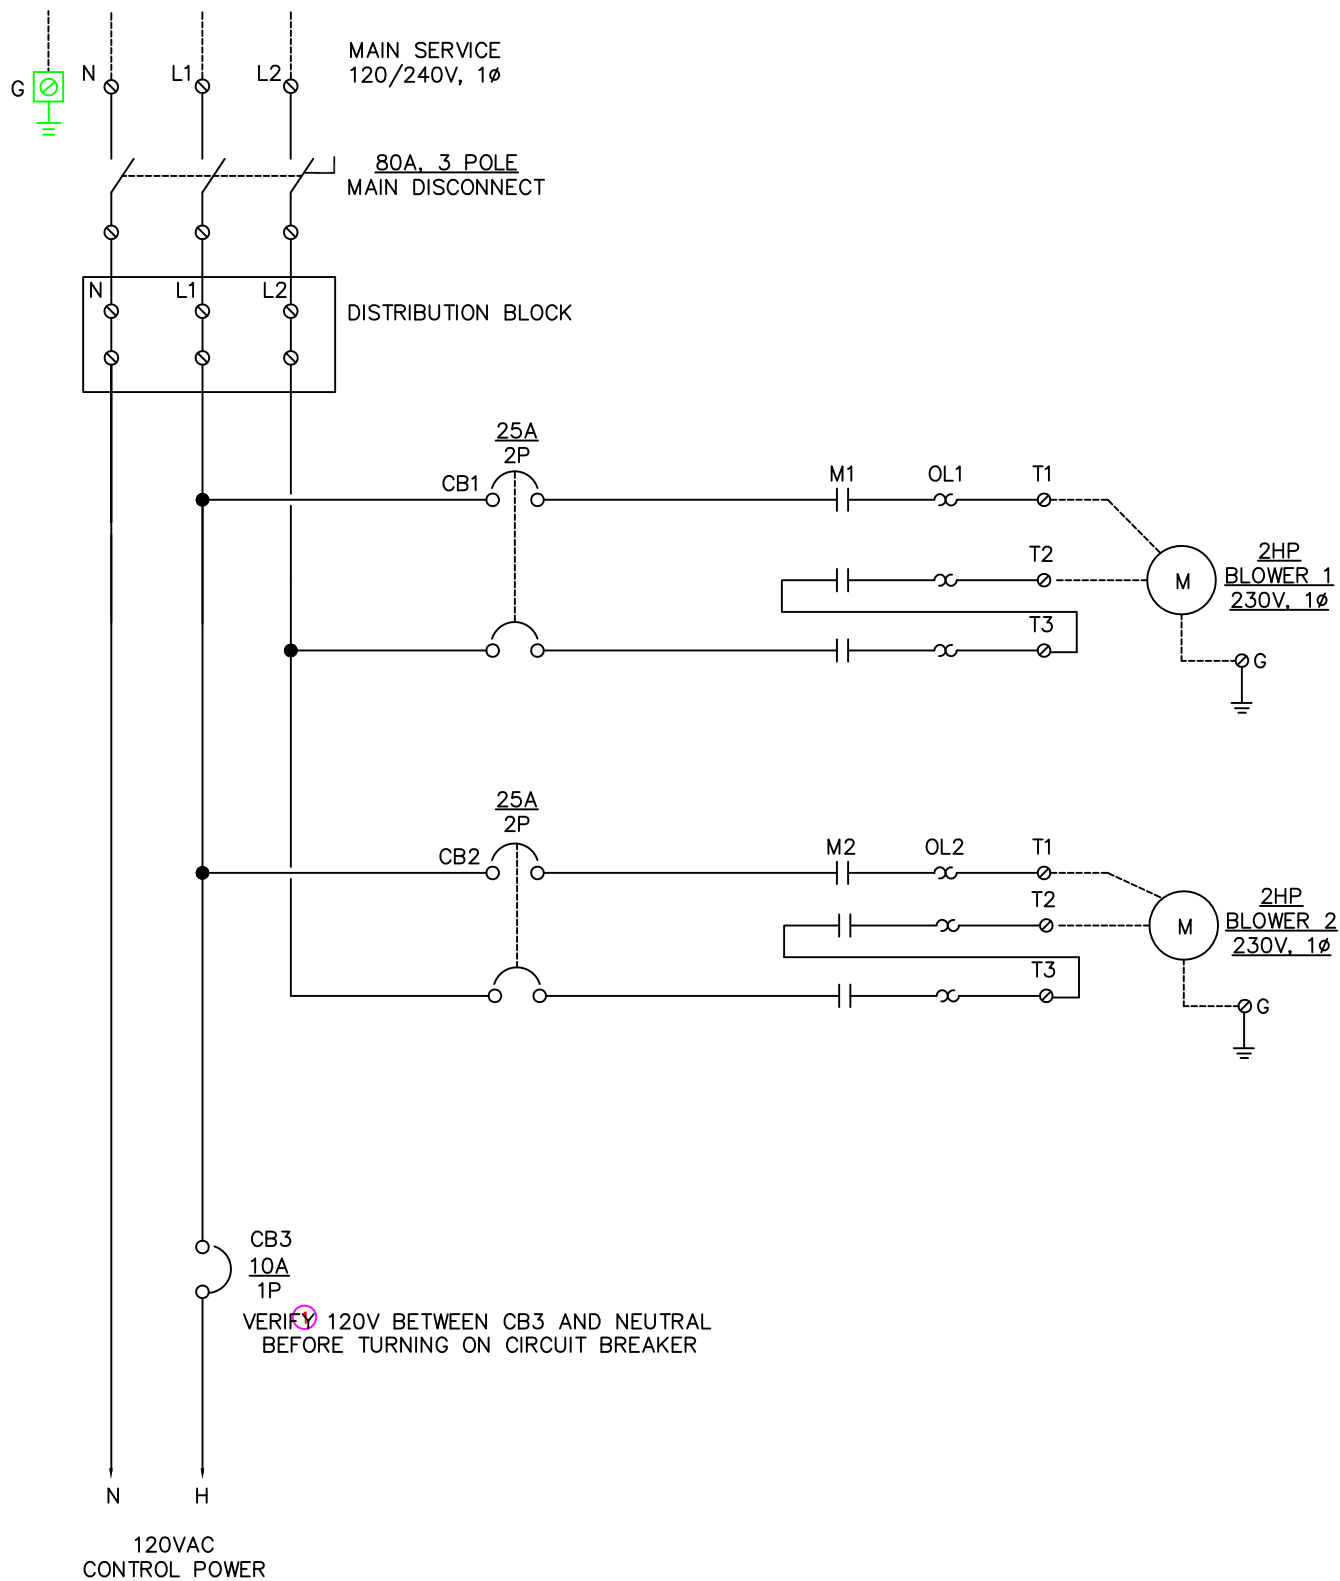 MAIN SERVICE
120/240V, 1ø
G
N
L1
L2
80A, 3 POLE
MAIN DISCONNECT
N
L1
L2
DISTRIBUTION BLOCK
25A
2P
CB1
M1
OL1
T1
T2
T3
M
2HP
BLOWER 1
230V, 1ø
G
25A
2P
CB2
M2
OL2
T1
T2
T3
M
2HP
BLOWER 2
230V, 1ø
G
CB3
10A
1P
VERIFY 120V BETWEEN CB3 AND NEUTRAL
BEFORE TURNING ON CIRCUIT BREAKER
N
H
120VAC
CONTROL POWER